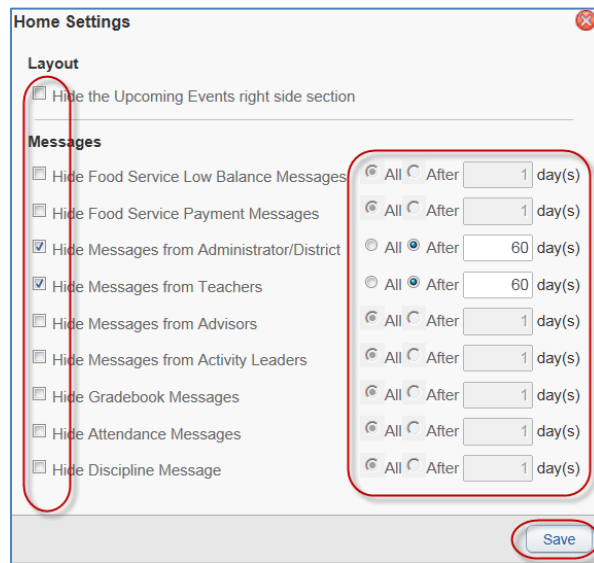 Home Settings
Layout
Hide the Upcoming Events right side section
Messages
Hide Food Service Low Balance Messages All After 1 day(s)
Hide Food Service Payment Messages All After 1 day(s)
Hide Messages from Administrator/District All After 60 day(s)
Hide Messages from Teachers All After 60 day(s)
Hide Messages from Advisors All After 1 day(s)
Hide Messages from Activity Leaders All After 1 day(s)
Hide Gradebook Messages All After 1 day(s)
Hide Attendance Messages All After 1 day(s)
Hide Discipline Message All After 1 day(s)
Save